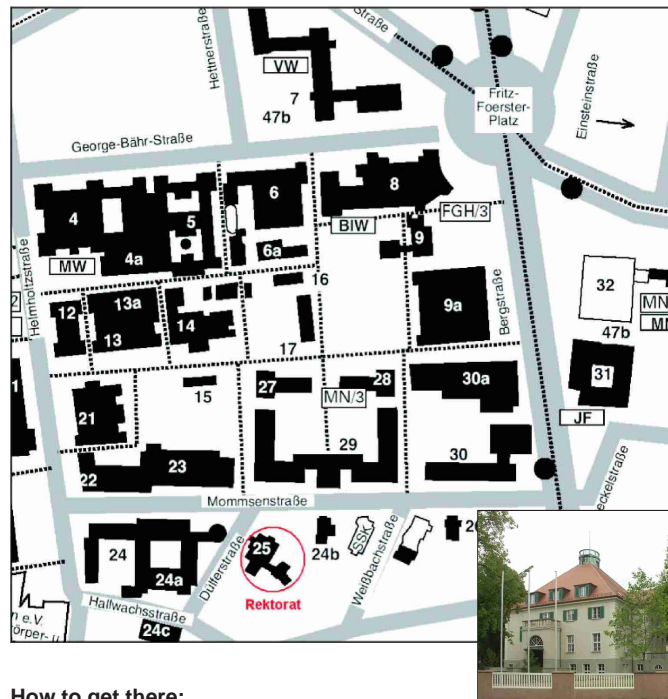 Straße
Hettnerstraße
VW
7
47b
Fritz-
Foerster-
Platz
Einsteinstraße
George-Bähr-Straße
4
5
6
8
4a
6a
BIW
FGH/3
9
MW
Helmholtzstraße
16
32
MN
47b
12
13a
13
14
9a
Bergstraße
17
31
15
27
28
30a
MN/3
21
JF
29
30
22
23
Mommsenstraße
eckelstraße
24
24a
Dülferstraße
25
24b
SSK
Weißbachstraße
Rektorat
Hallwachsstraße
24c
n e.V.
örper- u
How to get there: